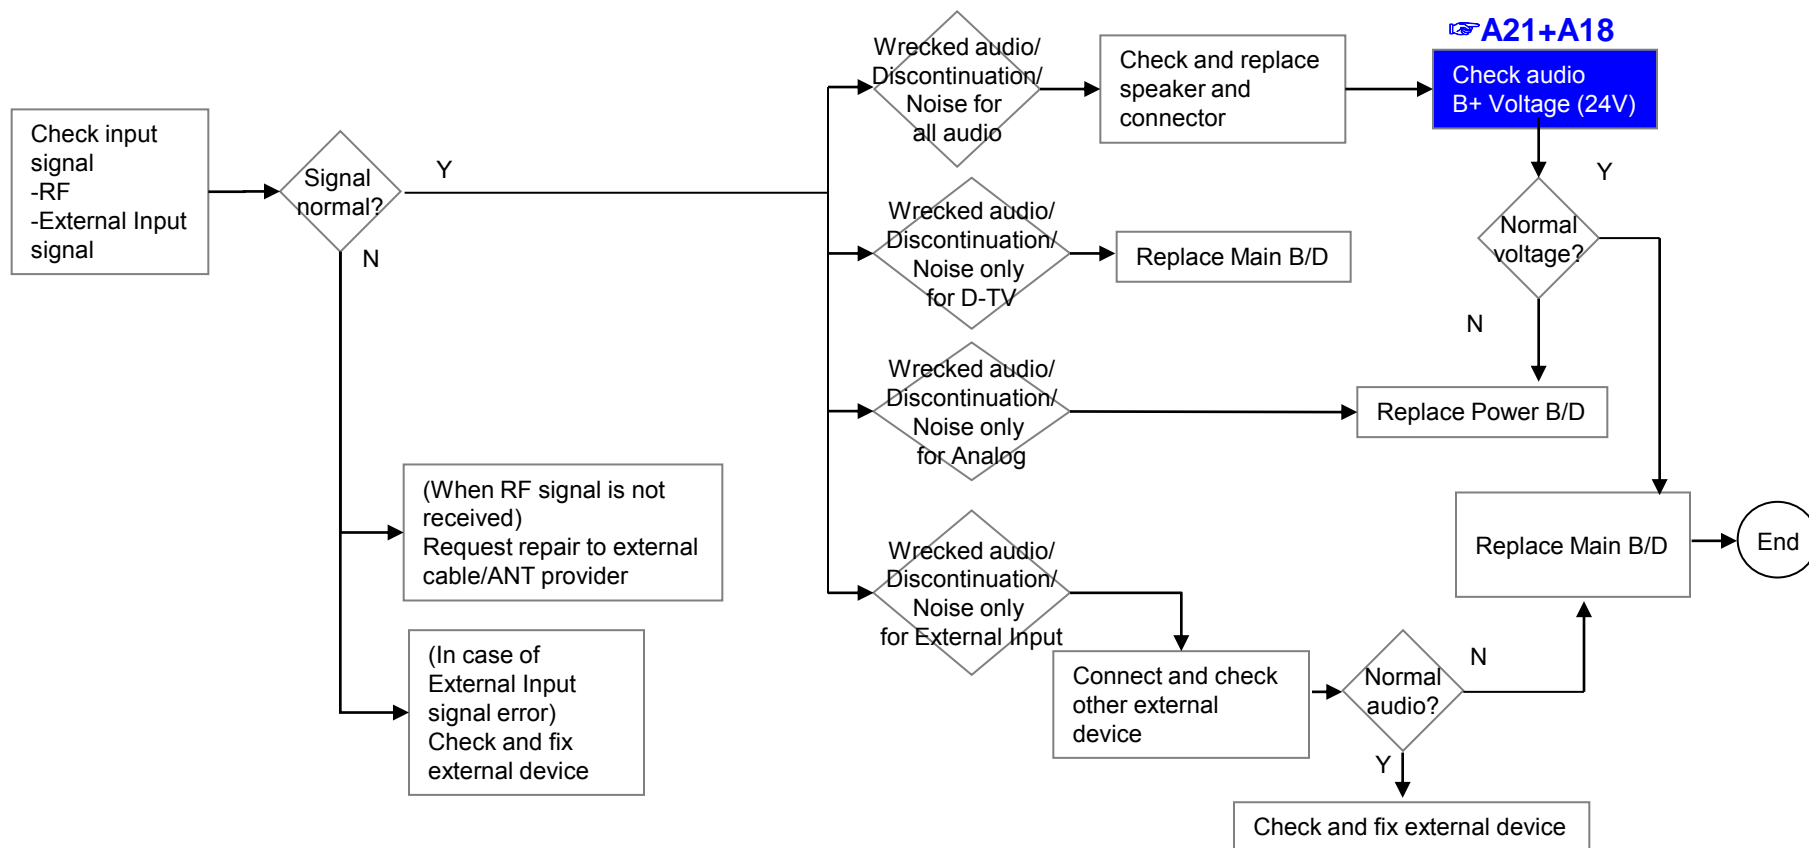 Check input
signal
-RF
-External Input
signal
Signal
normal?
Y
N
(When RF signal is not
received)
Request repair to external
cable/ANT provider
(In case of
External Input
signal error)
Check and fix
external device
Wrecked audio/
Discontinuation/
Noise for
all audio
Check and replace
speaker and
connector
☞A21+A18
Check audio
B+ Voltage (24V)
Y
Normal
voltage?
N
Wrecked audio/
Discontinuation/
Noise only
for D-TV
Replace Main B/D
Wrecked audio/
Discontinuation/
Noise only
for Analog
Replace Power B/D
Wrecked audio/
Discontinuation/
Noise only
for External Input
Connect and check
other external
device
Normal
audio?
N
Y
Replace Main B/D
End
Check and fix external device